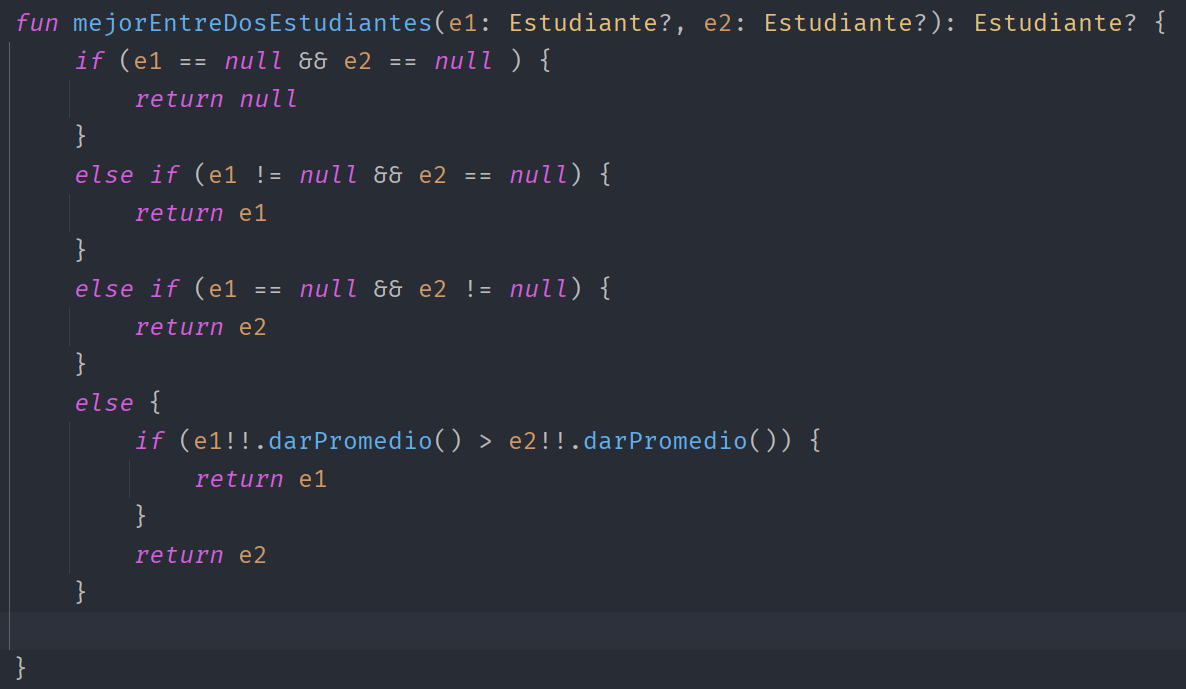 fun mejorEntreDosEstudiantes(e1: Estudiante?, e2: Estudiante?): Estudiante? {
    if (e1 == null && e2 == null ) {
        return null
    }
    else if (e1 != null && e2 == null) {
        return e1
    }
    else if (e1 == null && e2 != null) {
        return e2
    }
    else {
        if (e1!!.darPromedio() > e2!!.darPromedio()) {
            return e1
        }
        return e2
    }
}